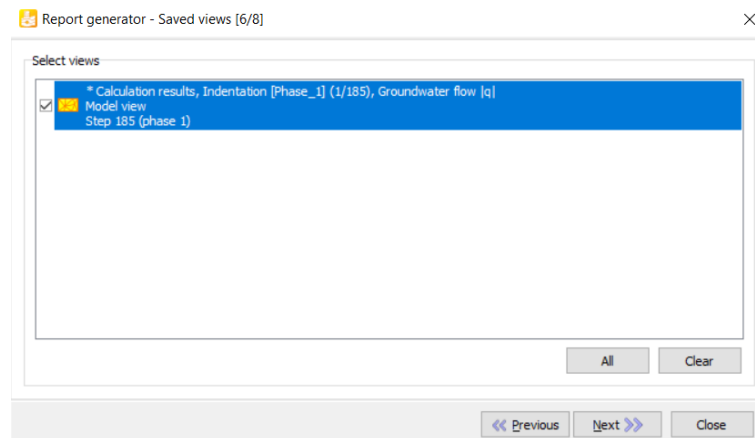 Report generator - Saved views [6/8]
Select views
* Calculation results, Indentation [Phase_1] (1/185), Groundwater flow |q|
Model view
Step 185 (phase 1)
All Clear
Previous Next Close